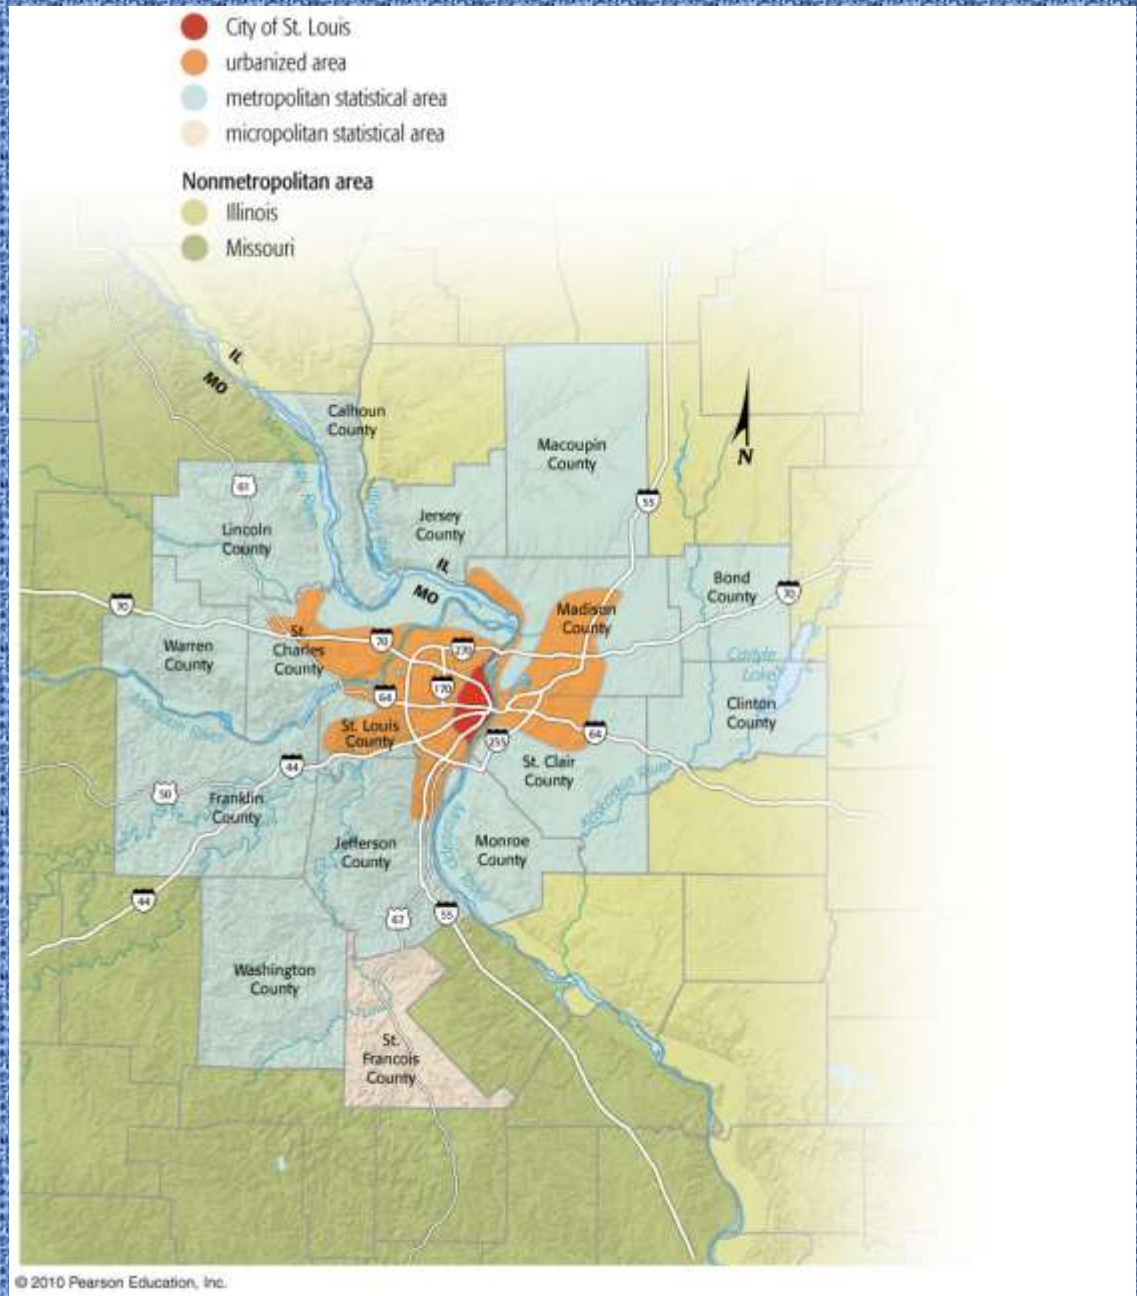 City of St. Louis
urbanized area
metropolitan statistical area
micropolitan statistical area
Nonmetropolitan area
Illinois
Missouri
IL
MO
Calhoun
County
Macoupin
County
N
61
55
Lincoln
County
Jersey
County
IL
MO
Bond
County
70
70
Madison
County
St.
Charles
County
70
270
Warren
County
Carlyle
Lake
64
170
Clinton
County
Missouri River
St. Louis
County
255
64
44
St. Clair
County
Kaskaskia River
50
Franklin
County
Jefferson
County
Monroe
County
44
67
55
Washington
County
St.
Francois
County
© 2010 Pearson Education, Inc.